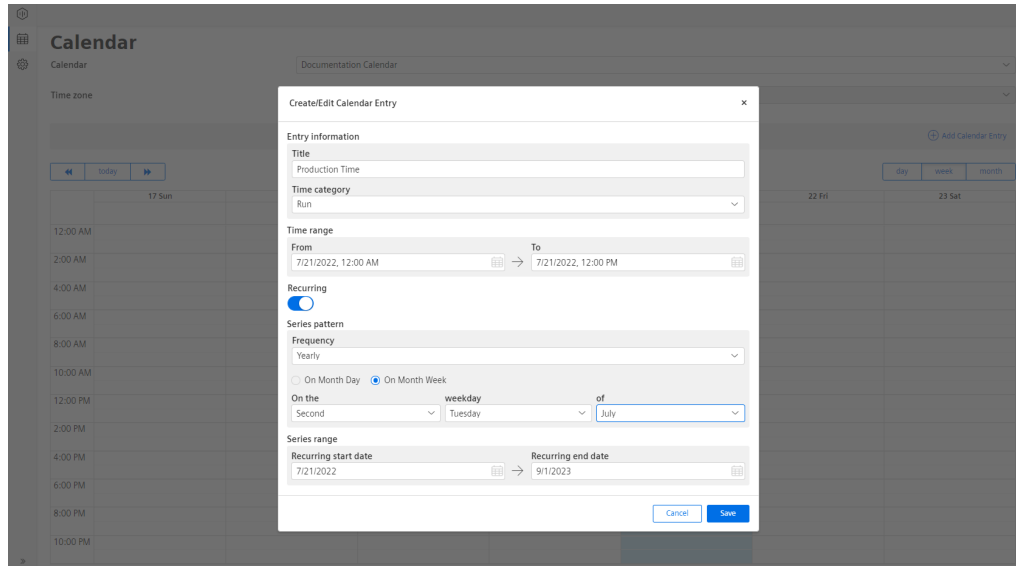 Calendar
Calendar Documentation Calendar
Time zone
Create/Edit Calendar Entry ×
Add Calendar Entry
Entry information
Title
Production Time
Time category
Run
today
day week month
17 Sun 22 Fri 23 Sat
Time range
From To
7/21/2022, 12:00 AM 7/21/2022, 12:00 PM
Recurring
Series pattern
Frequency
Yearly
On Month Day On Month Week
On the weekday of
Second Tuesday July
Series range
Recurring start date Recurring end date
7/21/2022 9/1/2023
Cancel Save
12:00 AM
2:00 AM
4:00 AM
6:00 AM
8:00 AM
10:00 AM
12:00 PM
2:00 PM
4:00 PM
6:00 PM
8:00 PM
10:00 PM